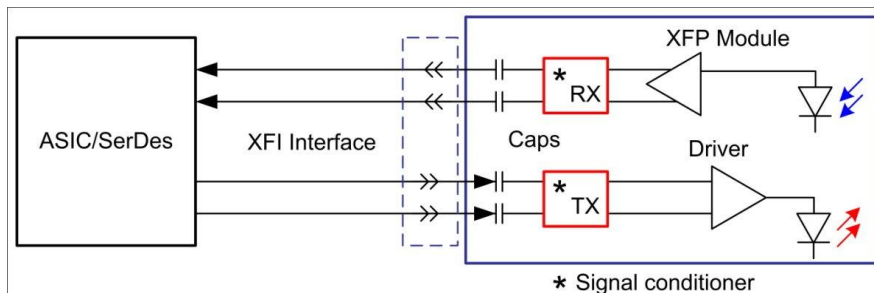 XFP Module
* RX
ASIC/SerDes
XFI Interface
Caps
Driver
* TX
* Signal conditioner